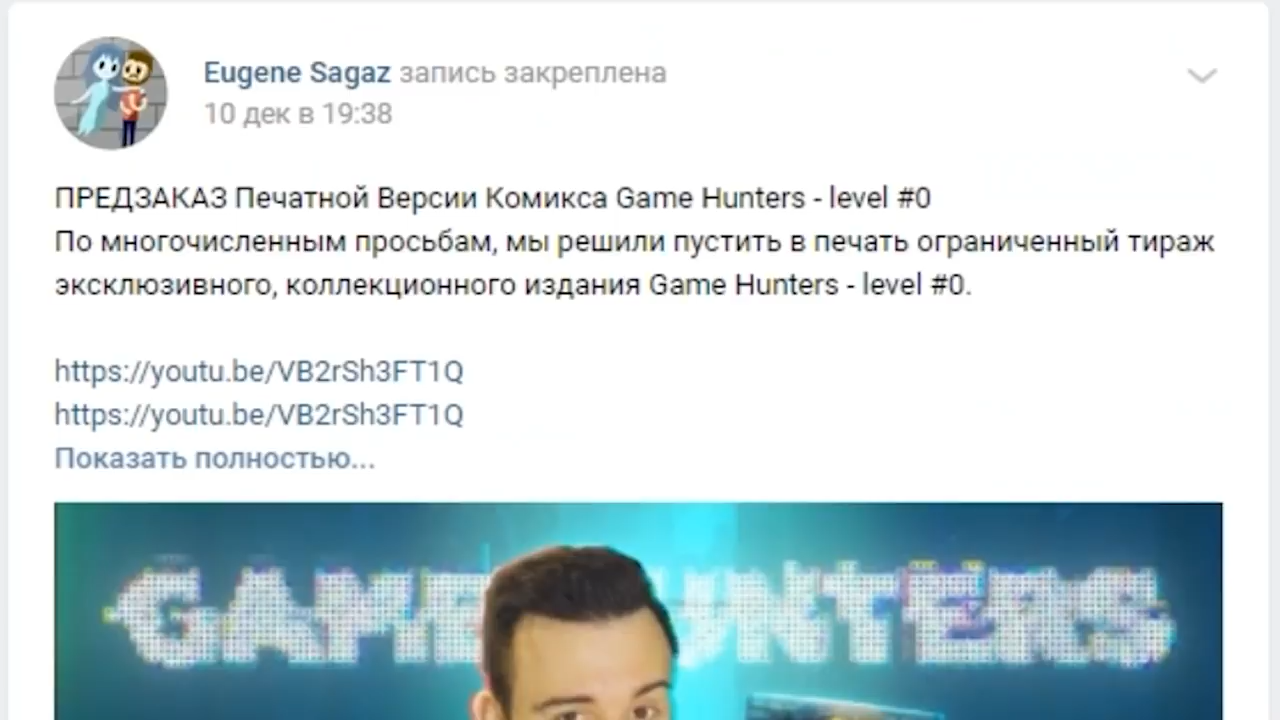 Eugene Sagaz запись закреплена
10 дек в 19:38
ПРЕДЗАКАЗ Печатной Версии Комикса Game Hunters - level #0
По многочисленным просьбам, мы решили пустить в печать ограниченный тираж
эксклюзивного, коллекционного издания Game Hunters - level #0.
https://youtu.be/VB2rSh3FT1Q
https://youtu.be/VB2rSh3FT1Q
Показать полностью...
GAME HUNTERS